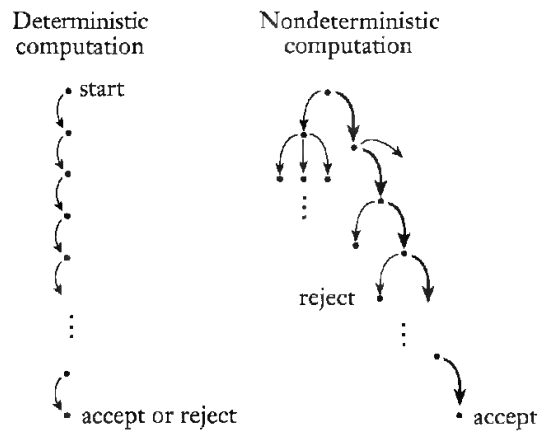 Deterministic
computation
start
accept or reject
Nondeterministic
computation
reject
accept